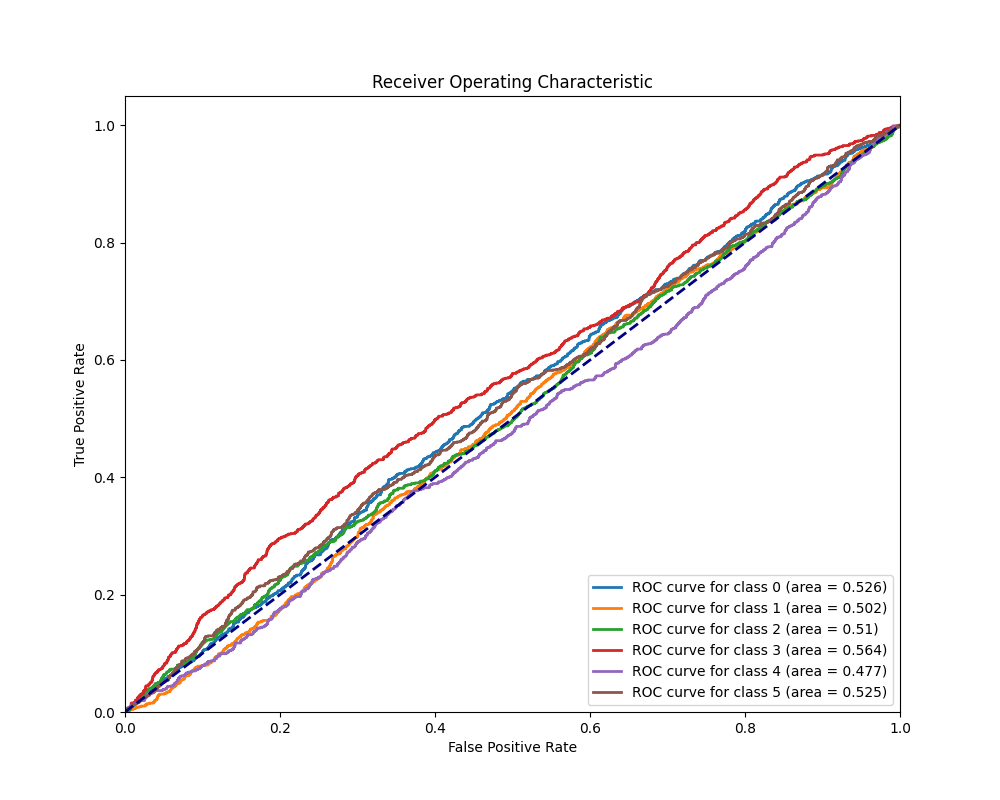 Receiver Operating Characteristic
True Positive Rate
1.0
0.8
0.6
0.4
0.2
0.0
ROC curve for class 0 (area = 0.526)
ROC curve for class 1 (area = 0.502)
ROC curve for class 2 (area = 0.51)
ROC curve for class 3 (area = 0.564)
ROC curve for class 4 (area = 0.477)
ROC curve for class 5 (area = 0.525)
0.0 0.2 0.4 0.6 0.8 1.0
False Positive Rate